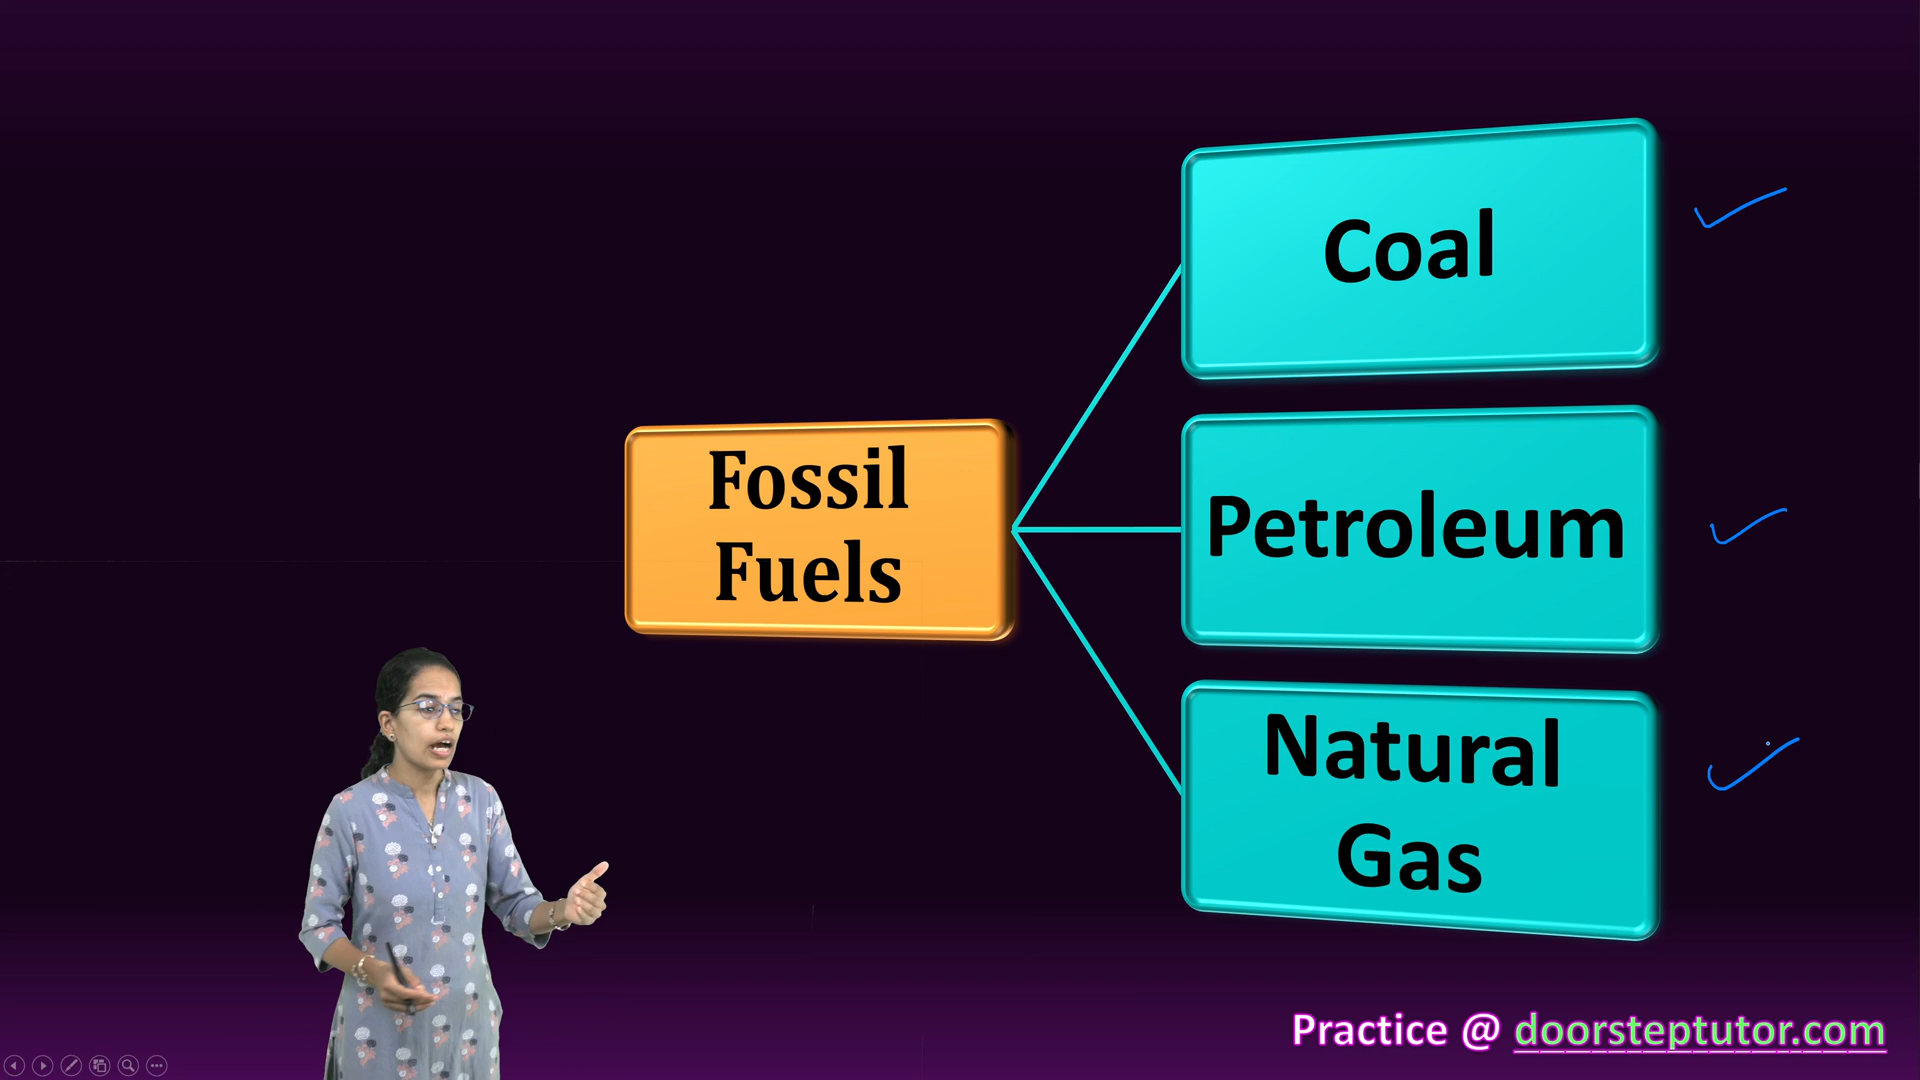 Fossil
Fuels
Coal
Petroleum
Natural
Gas
Practice @ doorsteptutor.com